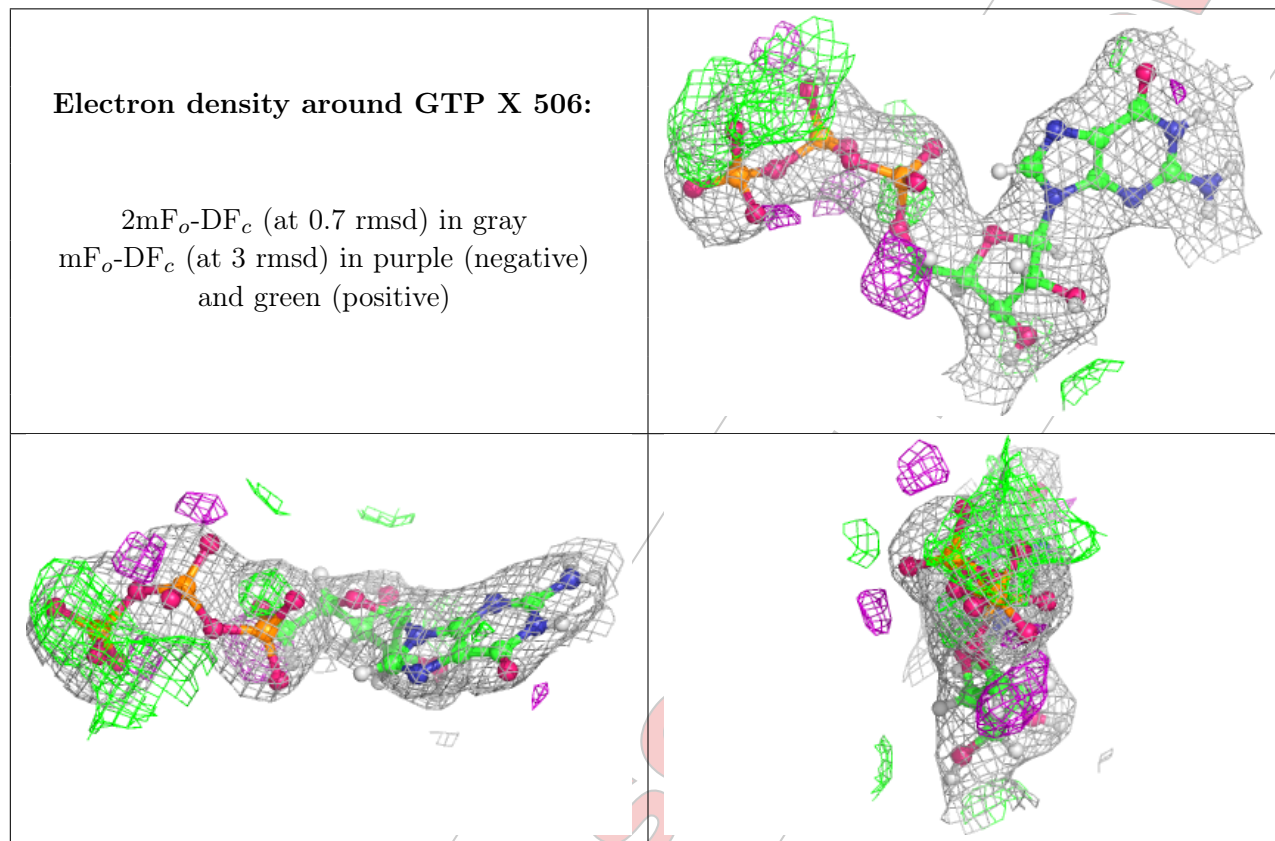 Electron density around GTP X 506:
2mFo-DFc (at 0.7 rmsd) in gray
mFo-DFc (at 3 rmsd) in purple (negative)
and green (positive)